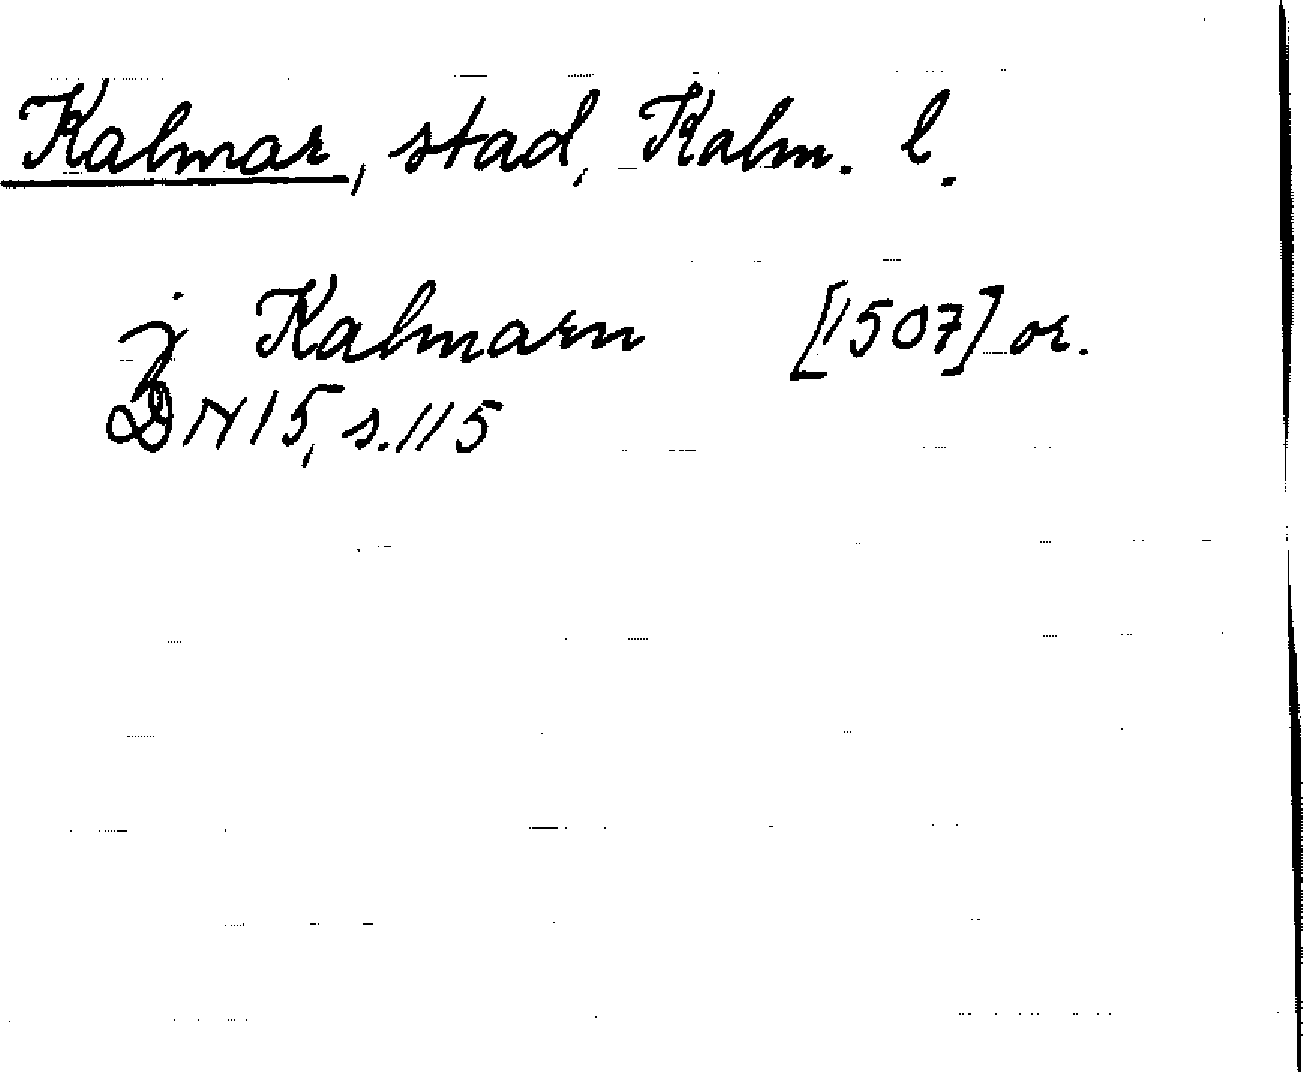 Kalmar, stad, Kalm. l.
j Kalmarn [1507] or.
DN 15, s. 115